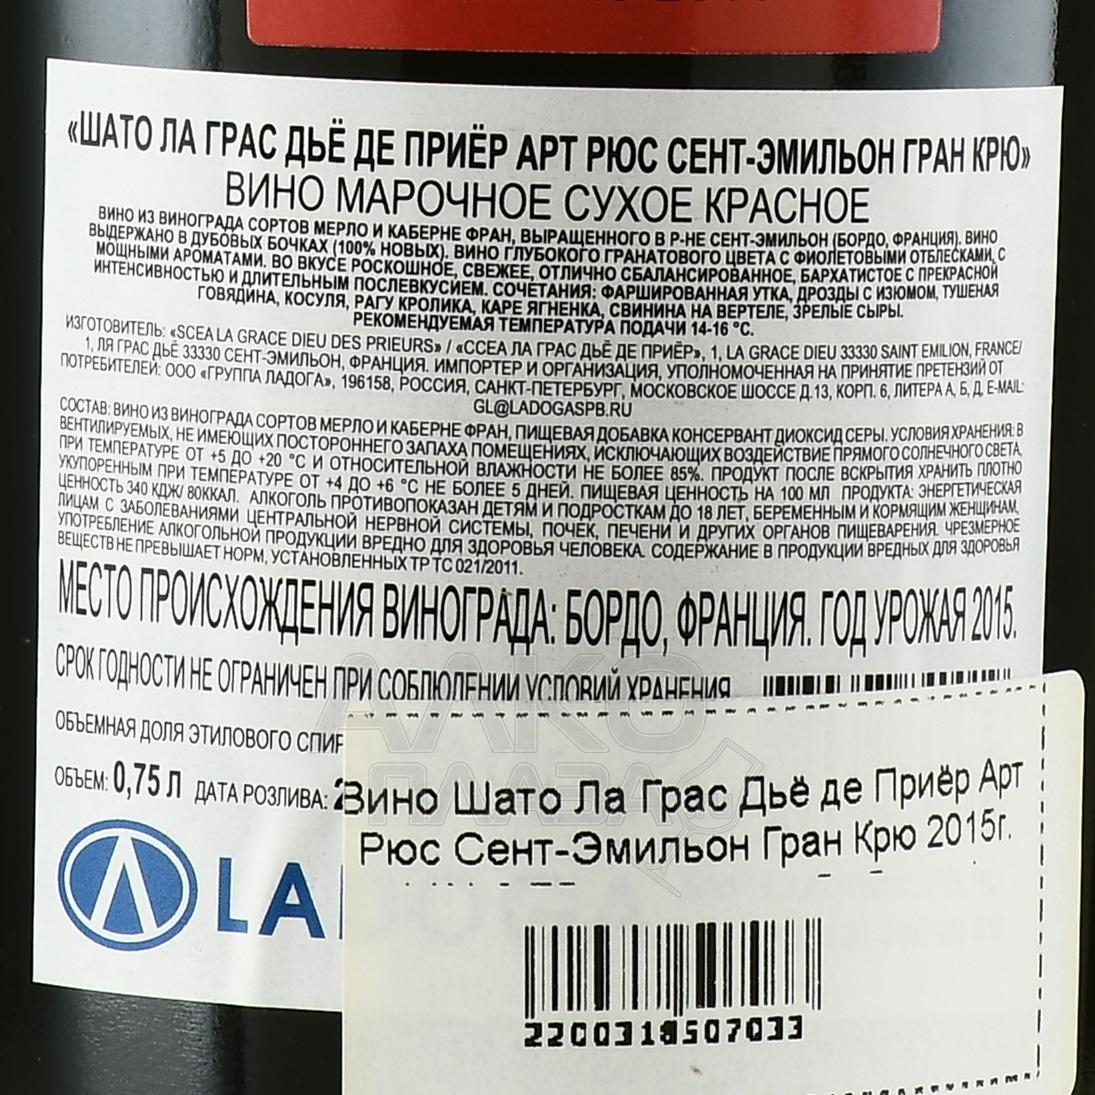 «ШАТО ЛА ГРАС ДЬЁ ДЕ ПРИЁР АРТ РЮС СЕНТ-ЭМИЛЬОН ГРАН КРЮ»
ВИНО МАРОЧНОЕ СУХОЕ КРАСНОЕ
ВИНО ИЗ ВИНОГРАДА СОРТОВ МЕРЛО И КАБЕРНЕ ФРАН, ВЫРАЩЕННОГО В Р-НЕ СЕНТ-ЭМИЛЬОН (БОРДО, ФРАНЦИЯ). ВИНО
ВЫДЕРЖАНО В ДУБОВЫХ БОЧКАХ (100% НОВЫХ). ВИНО ГЛУБОКОГО ГРАНАТОВОГО ЦВЕТА С ФИОЛЕТОВЫМИ ОТБЛЕСКАМИ, С
МОЩНЫМИ АРОМАТАМИ. ВО ВКУСЕ РОСКОШНОЕ, СВЕЖЕЕ, ОТЛИЧНО СБАЛАНСИРОВАННОЕ, БАРХАТИСТОЕ С ПРЕКРАСНОЙ
ИНТЕНСИВНОСТЬЮ И ДЛИТЕЛЬНЫМ ПОСЛЕВКУСИЕМ. СОЧЕТАНИЯ: ФАРШИРОВАННАЯ УТКА, ДРОЗДЫ С ИЗЮМОМ, ТУШЕНАЯ
ГОВЯДИНА, КОСУЛЯ, РАГУ КРОЛИКА, КАРЕ ЯГНЕНКА, СВИНИНА НА ВЕРТЕЛЕ, ЗРЕЛЫЕ СЫРЫ.
РЕКОМЕНДУЕМАЯ ТЕМПЕРАТУРА ПОДАЧИ 14-16 °С.
ИЗГОТОВИТЕЛЬ: «SCEA LA GRACE DIEU DES PRIEURS» / «ССЕА ЛА ГРАС ДЬЁ ДЕ ПРИЁР», 1, LA GRACE DIEU 33330 SAINT EMILION, FRANCE/
1, ЛЯ ГРАС ДЬЁ 33330 СЕНТ-ЭМИЛЬОН, ФРАНЦИЯ. ИМПОРТЕР И ОРГАНИЗАЦИЯ, УПОЛНОМОЧЕННАЯ НА ПРИНЯТИЕ ПРЕТЕНЗИЙ ОТ
ПОТРЕБИТЕЛЕЙ: ООО «ГРУППА ЛАДОГА», 196158, РОССИЯ, САНКТ-ПЕТЕРБУРГ, МОСКОВСКОЕ ШОССЕ Д.13, КОРП. 6, ЛИТЕРА А, Б, Д, E-MAIL:
GL@LADOGASPB.RU
СОСТАВ: ВИНО ИЗ ВИНОГРАДА СОРТОВ МЕРЛО И КАБЕРНЕ ФРАН, ПИЩЕВАЯ ДОБАВКА КОНСЕРВАНТ ДИОКСИД СЕРЫ. УСЛОВИЯ ХРАНЕНИЯ: В
ВЕНТИЛИРУЕМЫХ, НЕ ИМЕЮЩИХ ПОСТОРОННЕГО ЗАПАХА ПОМЕЩЕНИЯХ, ИСКЛЮЧАЮЩИХ ВОЗДЕЙСТВИЕ ПРЯМОГО СОЛНЕЧНОГО СВЕТА,
ПРИ ТЕМПЕРАТУРЕ ОТ +5 ДО +20 °С И ОТНОСИТЕЛЬНОЙ ВЛАЖНОСТИ НЕ БОЛЕЕ 85%. ПРОДУКТ ПОСЛЕ ВСКРЫТИЯ ХРАНИТЬ ПЛОТНО
УКУПОРЕННЫМ ПРИ ТЕМПЕРАТУРЕ ОТ +4 ДО +6 °С НЕ БОЛЕЕ 5 ДНЕЙ. ПИЩЕВАЯ ЦЕННОСТЬ НА 100 МЛ ПРОДУКТА: ЭНЕРГЕТИЧЕСКАЯ
ЦЕННОСТЬ 340 КДЖ/ 80ККАЛ. АЛКОГОЛЬ ПРОТИВОПОКАЗАН ДЕТЯМ И ПОДРОСТКАМ ДО 18 ЛЕТ, БЕРЕМЕННЫМ И КОРМЯЩИМ ЖЕНЩИНАМ,
ЛИЦАМ С ЗАБОЛЕВАНИЯМИ ЦЕНТРАЛЬНОЙ НЕРВНОЙ СИСТЕМЫ, ПОЧЕК, ПЕЧЕНИ И ДРУГИХ ОРГАНОВ ПИЩЕВАРЕНИЯ. ЧРЕЗМЕРНОЕ
УПОТРЕБЛЕНИЕ АЛКОГОЛЬНОЙ ПРОДУКЦИИ ВРЕДНО ДЛЯ ЗДОРОВЬЯ ЧЕЛОВЕКА. СОДЕРЖАНИЕ В ПРОДУКЦИИ ВРЕДНЫХ ДЛЯ ЗДОРОВЬЯ
ВЕЩЕСТВ НЕ ПРЕВЫШАЕТ НОРМ, УСТАНОВЛЕННЫХ ТР ТС 021/2011.
МЕСТО ПРОИСХОЖДЕНИЯ ВИНОГРАДА: БОРДО, ФРАНЦИЯ. ГОД УРОЖАЯ 2015.
СРОК ГОДНОСТИ НЕ ОГРАНИЧЕН ПРИ СОБЛЮДЕНИИ УСЛОВИЙ ХРАНЕНИЯ
ОБЪЕМНАЯ ДОЛЯ ЭТИЛОВОГО СПИР
ОБЪЕМ: 0,75 Л ДАТА РОЗЛИВА: 2
LA
АЛКО
ПЛАЗА
Вино Шато Ла Грас Дьё де Приёр Арт
Рюс Сент-Эмильон Гран Крю 2015г.
2200318507033